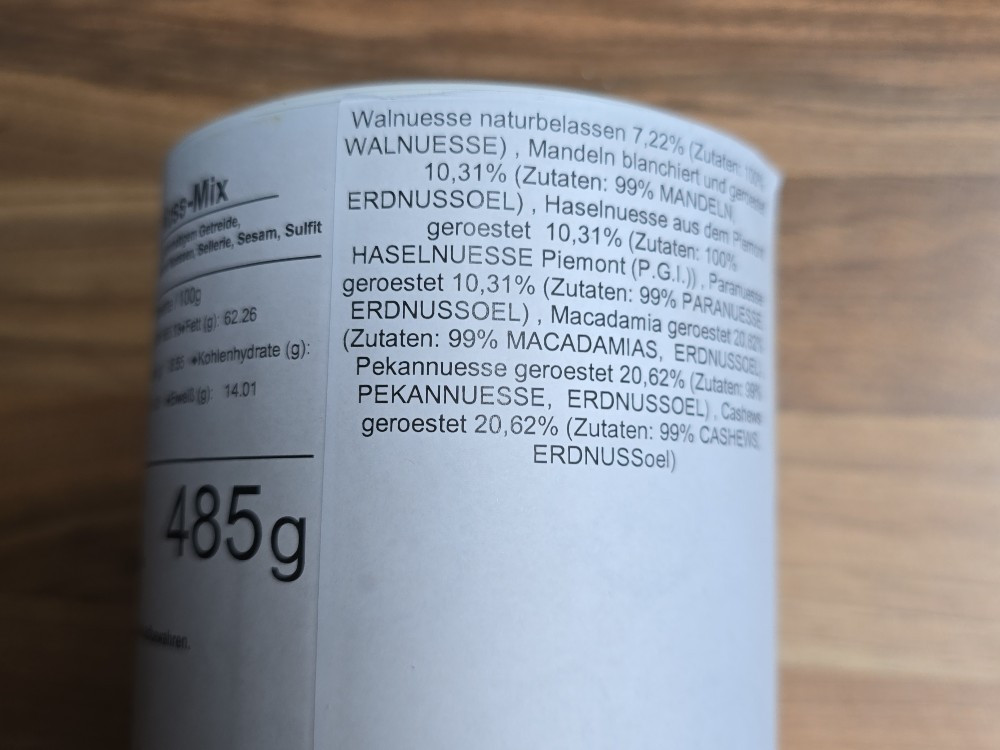 -Mix
Getreide,
Sellerie, Sesam, Sulfit
/ 100g
Fett (g): 62.26
Kohlenhydrate (g):
(g): 14.01
485g
Walnuesse naturbelassen 7,22% (Zutaten: 100%
WALNUESSE) , Mandeln blanchiert und geroestet
10,31% (Zutaten: 99% MANDELN,
ERDNUSSOEL) , Haselnuesse aus dem Piemont
geroestet 10,31% (Zutaten: 100%
HASELNUESSE Piemont (P.G.I.)) , Paranuesse
geroestet 10,31% (Zutaten: 99% PARANUESSE
ERDNUSSOEL) , Macadamia geroestet
(Zutaten: 99% MACADAMIAS, ERDNUSSOEL)
Pekannuesse geroestet 20,62% (Zutaten: 99%
PEKANNUESSE, ERDNUSSOEL) , Cashews
geroestet 20,62% (Zutaten: 99% CASHEWS,
ERDNUSSoel)